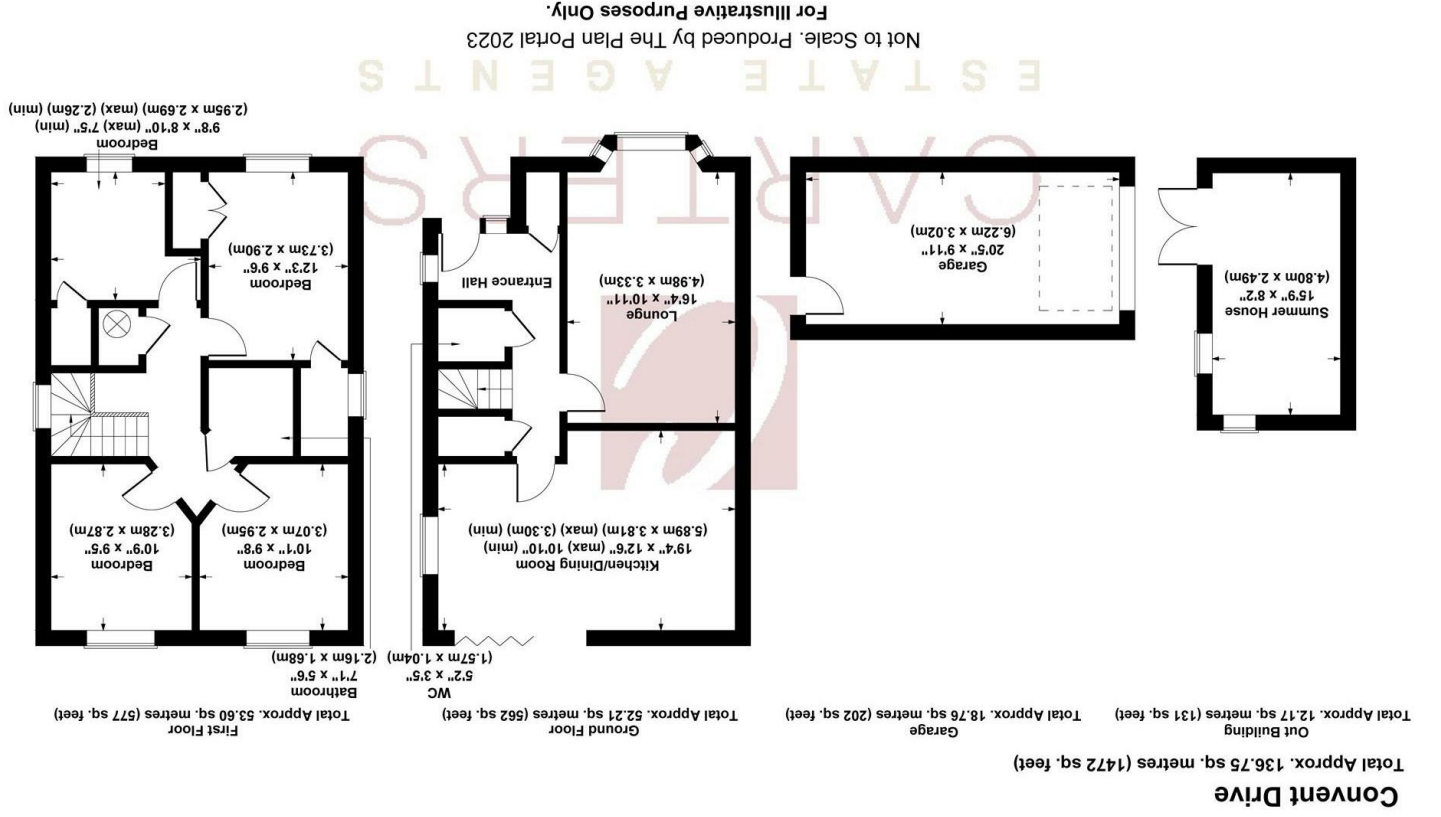 Convent Drive
Total Approx. 136.75 sq. metres (1472 sq. feet)
Out Building
Total Approx. 12.17 sq. metres (131 sq. feet)
Garage
Total Approx. 18.76 sq. metres (202 sq. feet)
Ground Floor
Total Approx. 52.21 sq. metres (562 sq. feet)
First Floor
Total Approx. 53.60 sq. metres (577 sq. feet)
Summer House
15'9" x 8'2"
(4.80m x 2.49m)
Garage
20'5" x 9'11"
(6.22m x 3.02m)
WC
5'2" x 3'5"
(1.57m x 1.04m)
Kitchen/Dining Room
19'4" x 12'6" (max) 10'10" (min)
(5.89m x 3.81m) (max) (3.30m) (min)
Lounge
16'4" x 10'11"
(4.98m x 3.33m)
Entrance Hall
Bathroom
7'1" x 5'6"
(2.16m x 1.68m)
Bedroom
10'1" x 9'8"
(3.07m x 2.95m)
Bedroom
10'9" x 9'5"
(3.28m x 2.87m)
Bedroom
12'3" x 9'6"
(3.73m x 2.90m)
Bedroom
9'8" x 8'10" (max) 7'5" (min)
(2.95m x 2.69m) (max) (2.26m) (min)
CARTERS
ESTATE AGENTS
Not to Scale. Produced by The Plan Portal 2023
For Illustrative Purposes Only.